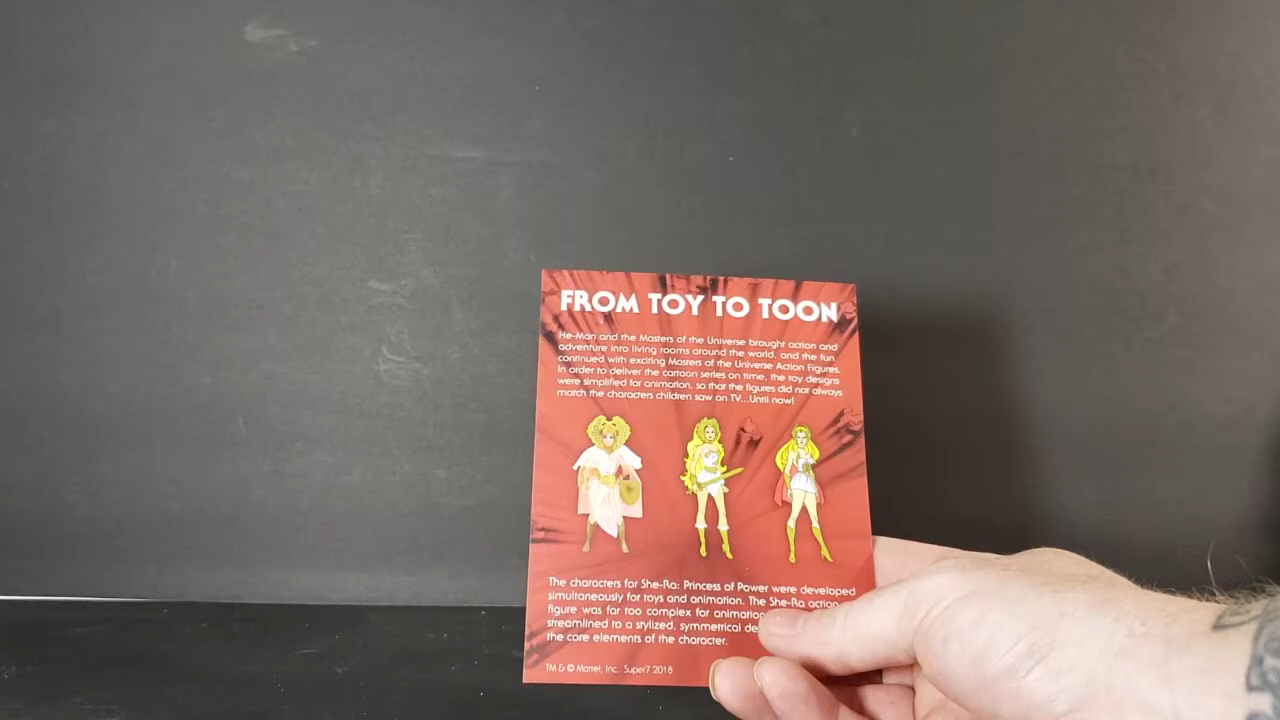 FROM TOY TO TOON
He-Man and the Masters of the Universe brought action and
adventure into living rooms around the world, and the fun
continued with exciting Masters of the Universe Action Figures.
In order to deliver the cartoon series on time, the toy designs
were simplified for animation, so that the figures did not always
match the characters children saw on TV...Until now!
The characters for She-Ra: Princess of Power were developed
simultaneously for toys and animation. The She-Ra action
figure was far too complex for animation
streamlined to a stylized, symmetrical de
the core elements of the character.
TM & © Mattel, Inc. Super7 2018